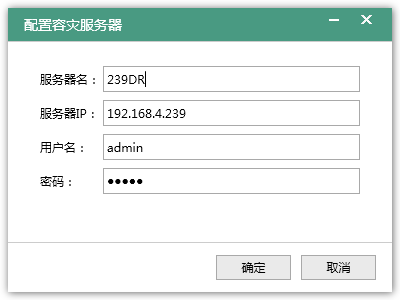 配置容灾服务器
服务器名： 239DR
服务器IP： 192.168.4.239
用户名： admin
密码： ●●●●●
确定 取消